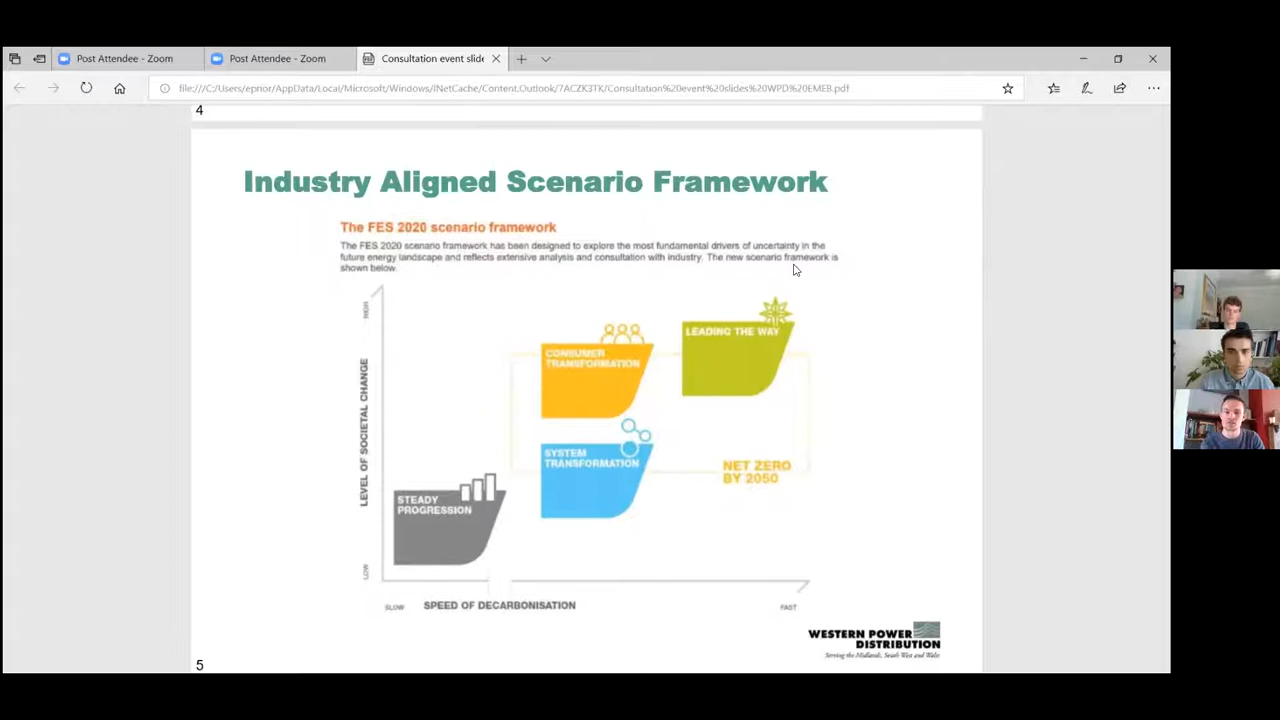 Post Attendee - Zoom
Post Attendee - Zoom
Consultation event slide
file:///C:/Users/epnor/AppData/Local/Microsoft/Windows/INetCache/Content.Outlook/7ACZK3TK/Consultation%20event%20slides%20WPD%20EMEB.pdf
4
Industry Aligned Scenario Framework
The FES 2020 scenario framework
The FES 2020 scenario framework has been designed to explore the most fundamental drivers of uncertainty in the
future energy landscape and reflects extensive analysis and consultation with industry. The new scenario framework is
shown below.
HIGH
LEVEL OF SOCIETAL CHANGE
LOW
CONSUMER
TRANSFORMATION
LEADING THE WAY
SYSTEM
TRANSFORMATION
NET ZERO
BY 2050
STEADY
PROGRESSION
SLOW
SPEED OF DECARBONISATION
FAST
WESTERN POWER
DISTRIBUTION
Serving the Midlands, South West and Wales
5